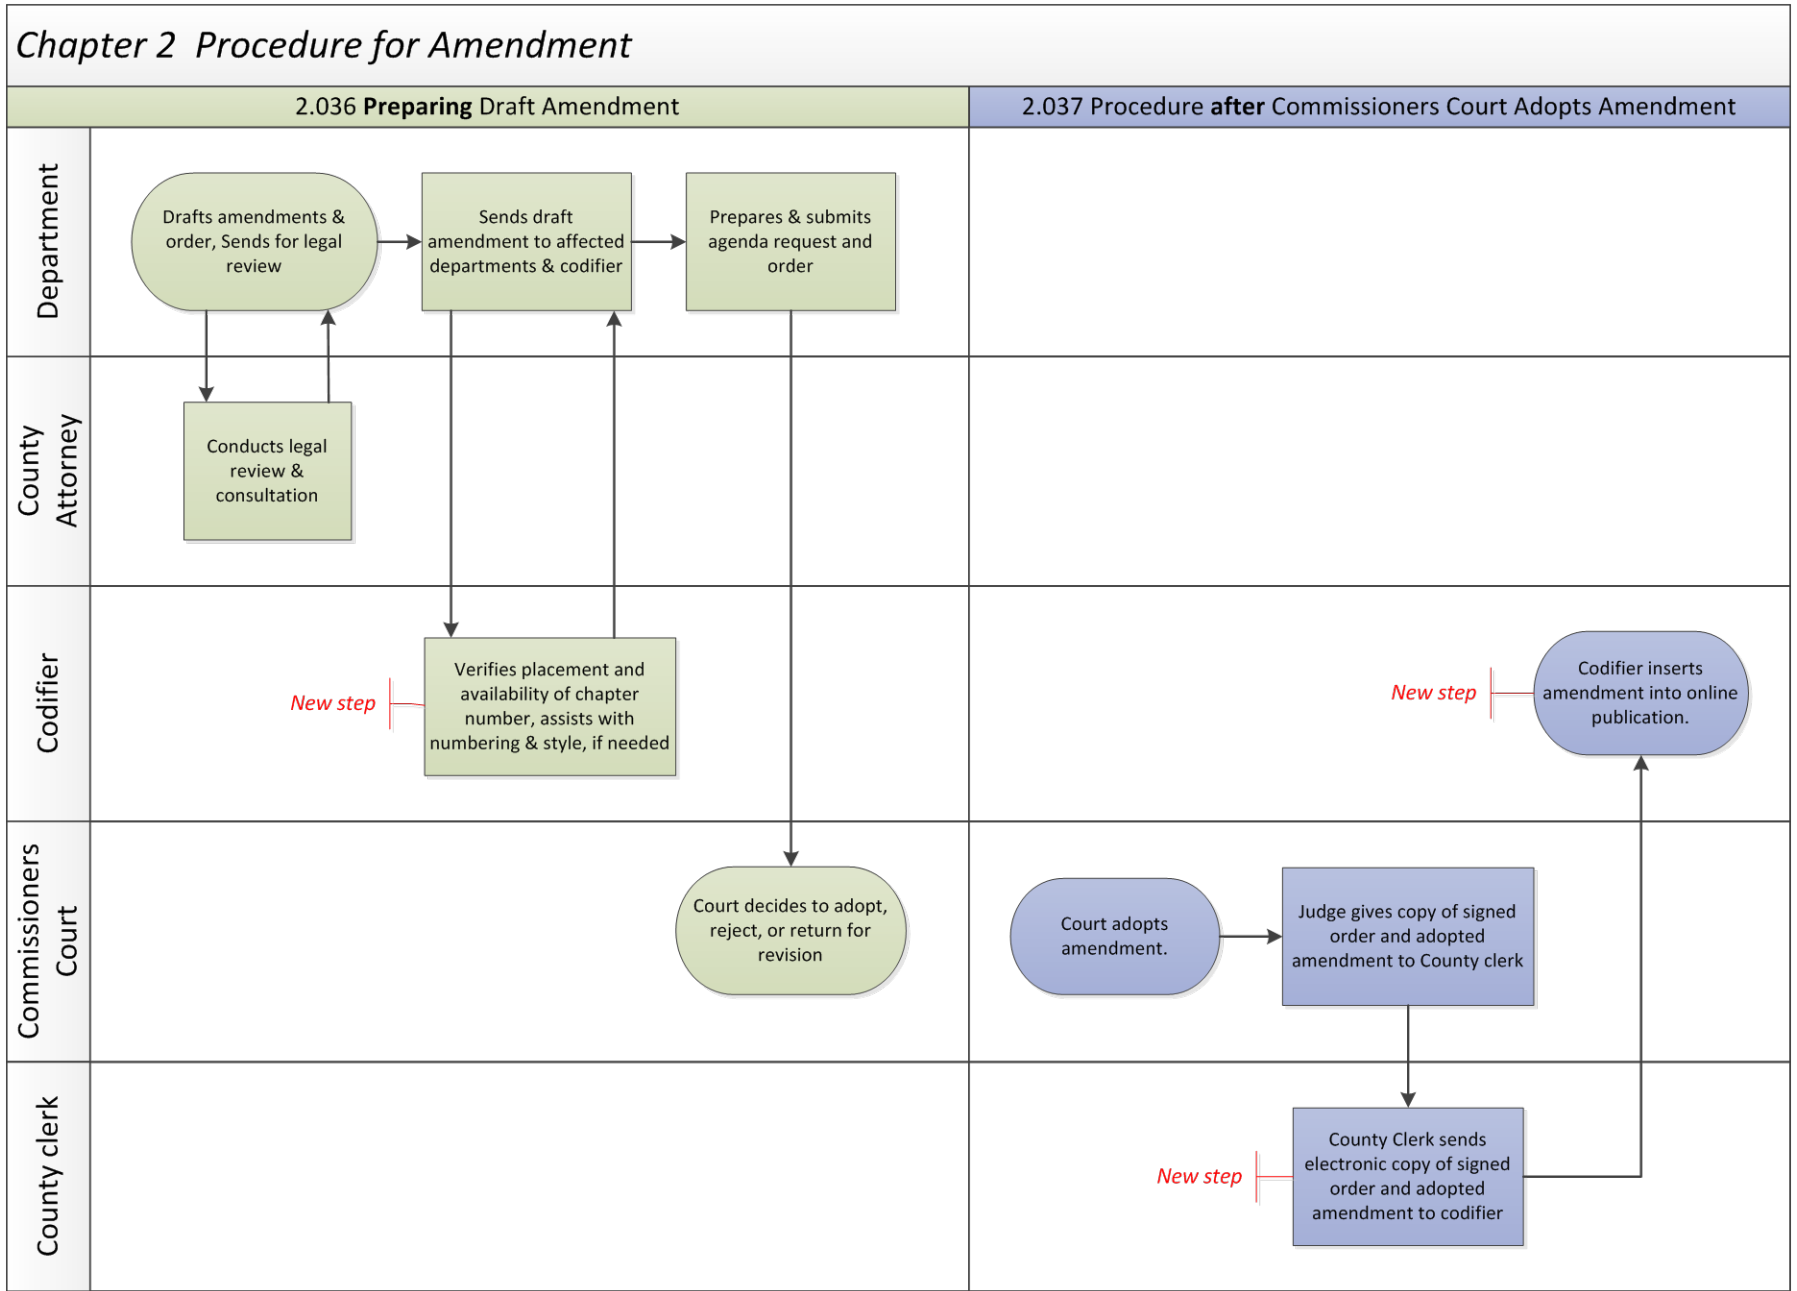 Chapter 2  Procedure for Amendment
2.036 Preparing Draft Amendment
2.037 Procedure after Commissioners Court Adopts Amendment
Department
Drafts amendments &
order, Sends for legal
review
Sends draft
amendment to affected
departments & codifier
Prepares & submits
agenda request and
order
County
Attorney
Conducts legal
review &
consultation
Codifier
New step
Verifies placement and
availability of chapter
number, assists with
numbering & style, if needed
New step
Codifier inserts
amendment into online
publication.
Commissioners
Court
Court decides to adopt,
reject, or return for
revision
Court adopts
amendment.
Judge gives copy of signed
order and adopted
amendment to County clerk
County clerk
New step
County Clerk sends
electronic copy of signed
order and adopted
amendment to codifier